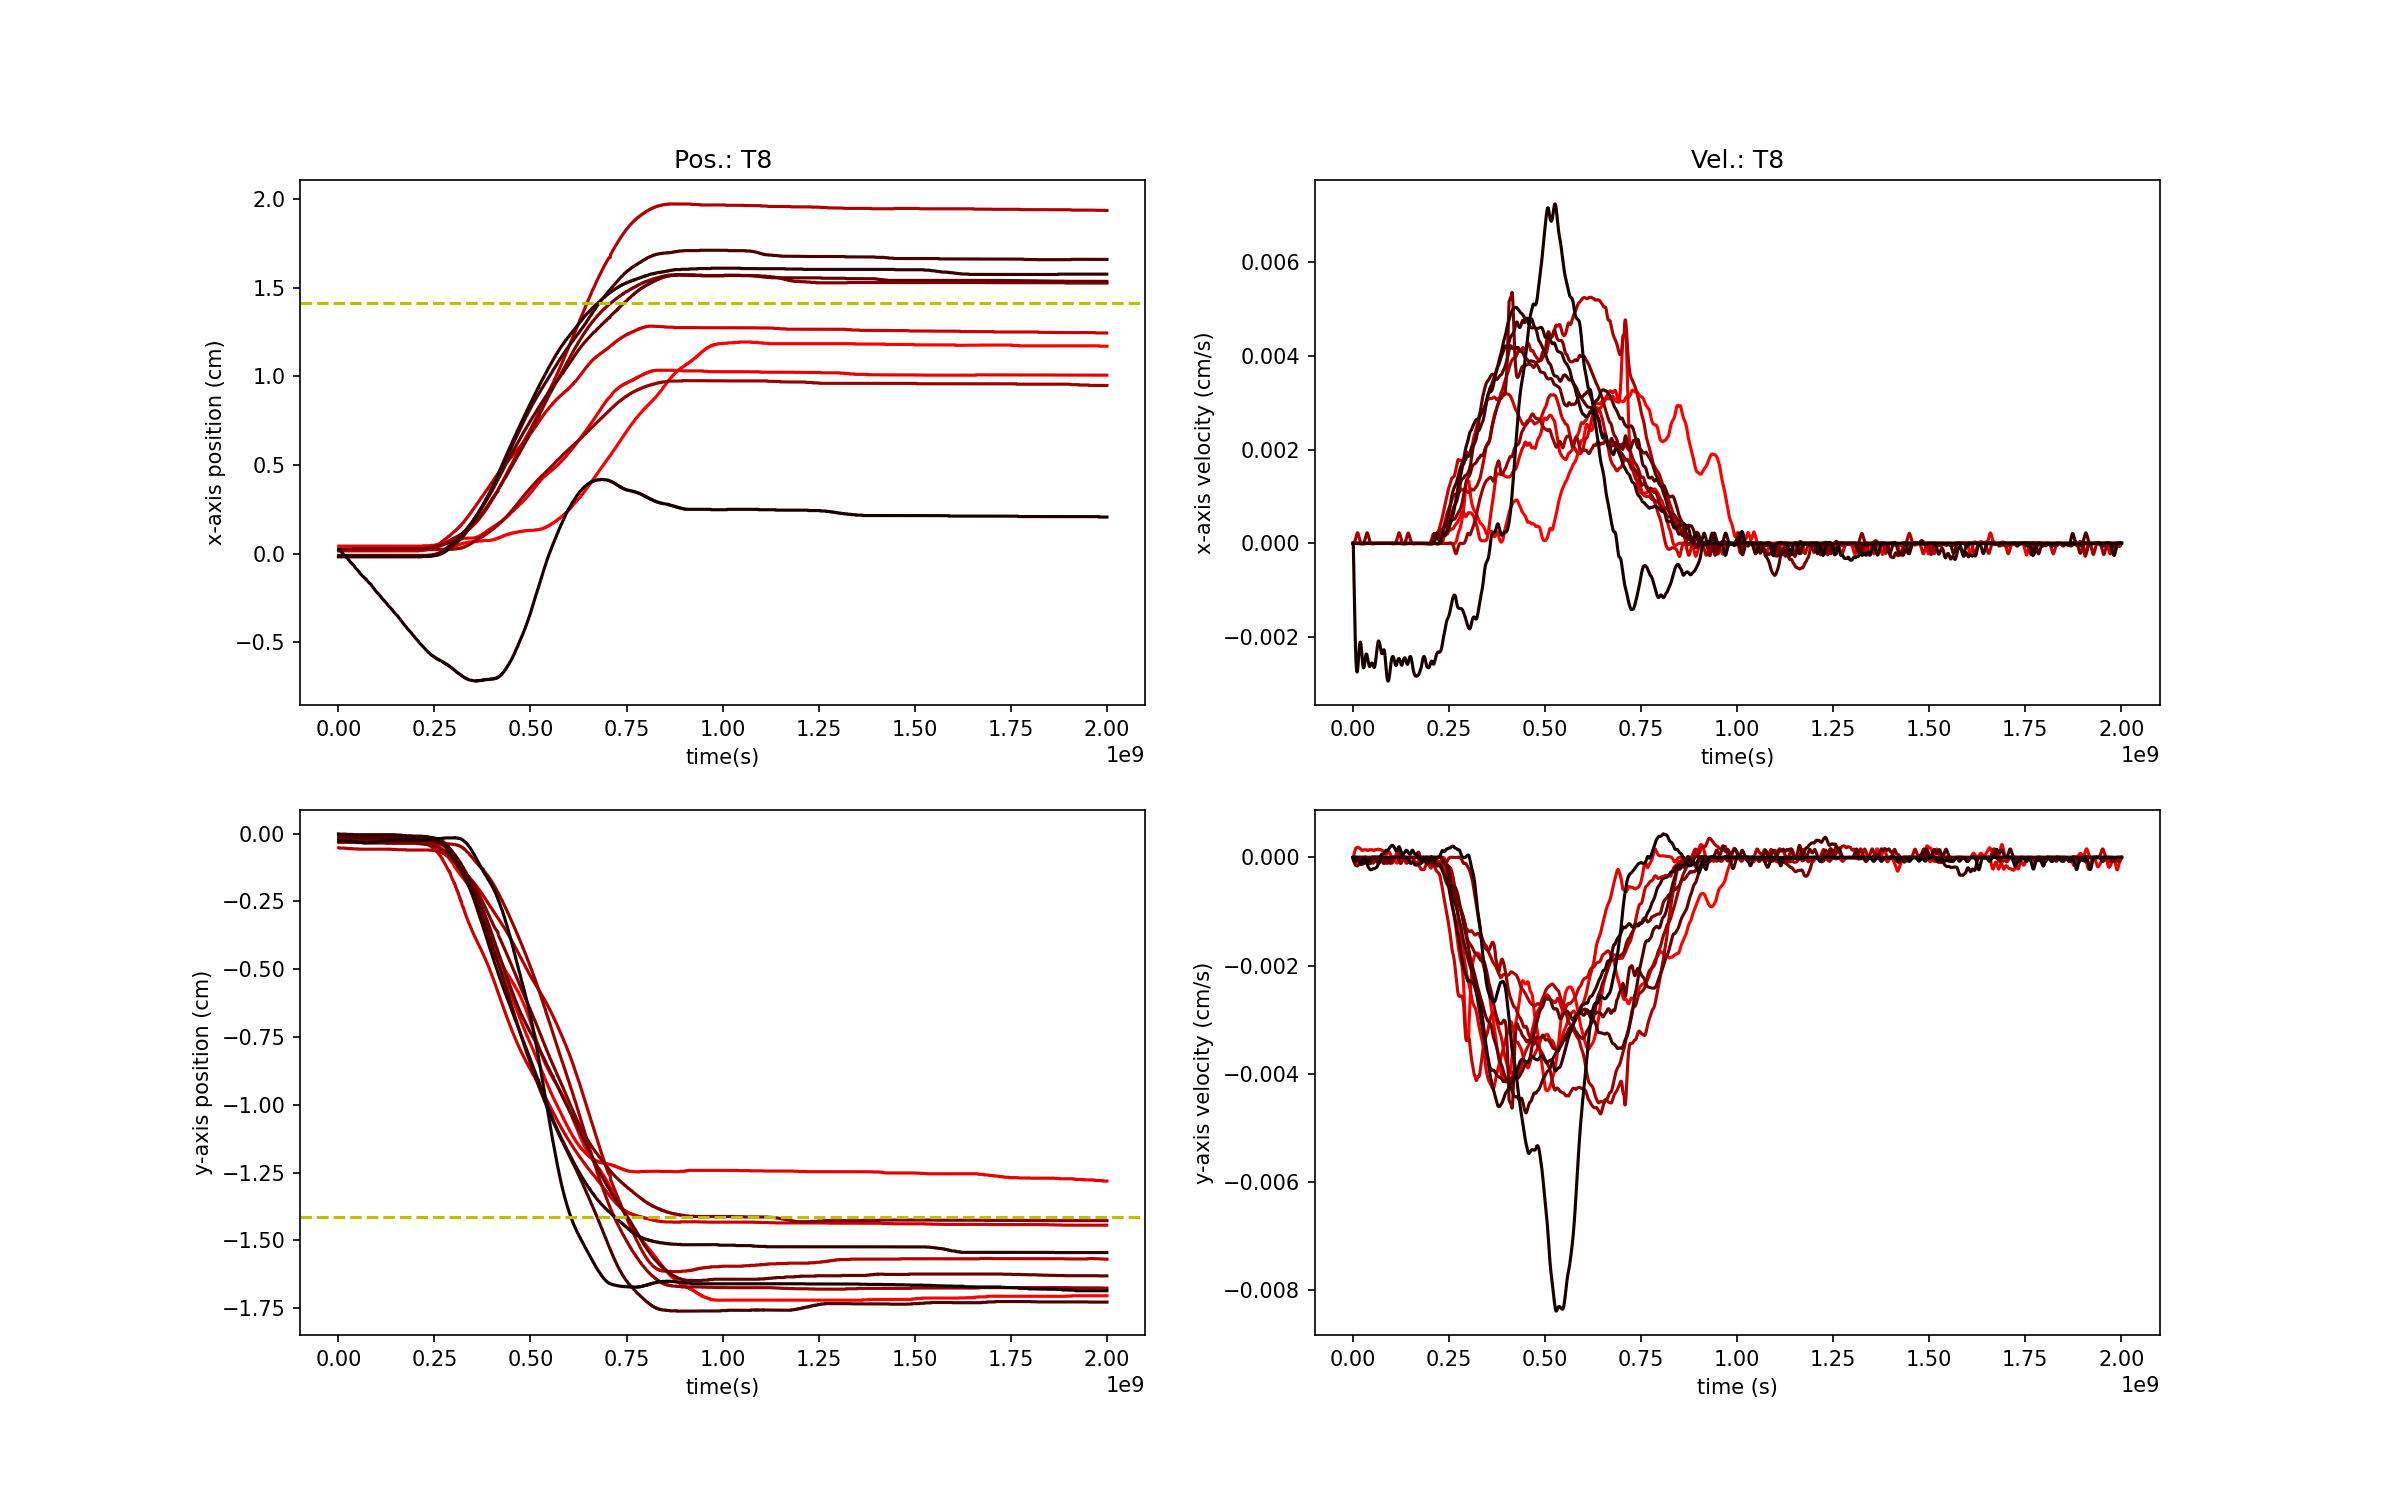 Pos.: T8
x-axis position (cm)
2.0
1.5
1.0
0.5
0.0
−0.5
0.00 0.25 0.50 0.75 1.00 1.25 1.50 1.75 2.00
time(s)
1e9
Vel.: T8
x-axis velocity (cm/s)
0.006
0.004
0.002
0.000
−0.002
0.00 0.25 0.50 0.75 1.00 1.25 1.50 1.75 2.00
time(s)
1e9
y-axis position (cm)
0.00
−0.25
−0.50
−0.75
−1.00
−1.25
−1.50
−1.75
0.00 0.25 0.50 0.75 1.00 1.25 1.50 1.75 2.00
time(s)
1e9
y-axis velocity (cm/s)
0.000
−0.002
−0.004
−0.006
−0.008
0.00 0.25 0.50 0.75 1.00 1.25 1.50 1.75 2.00
time (s)
1e9